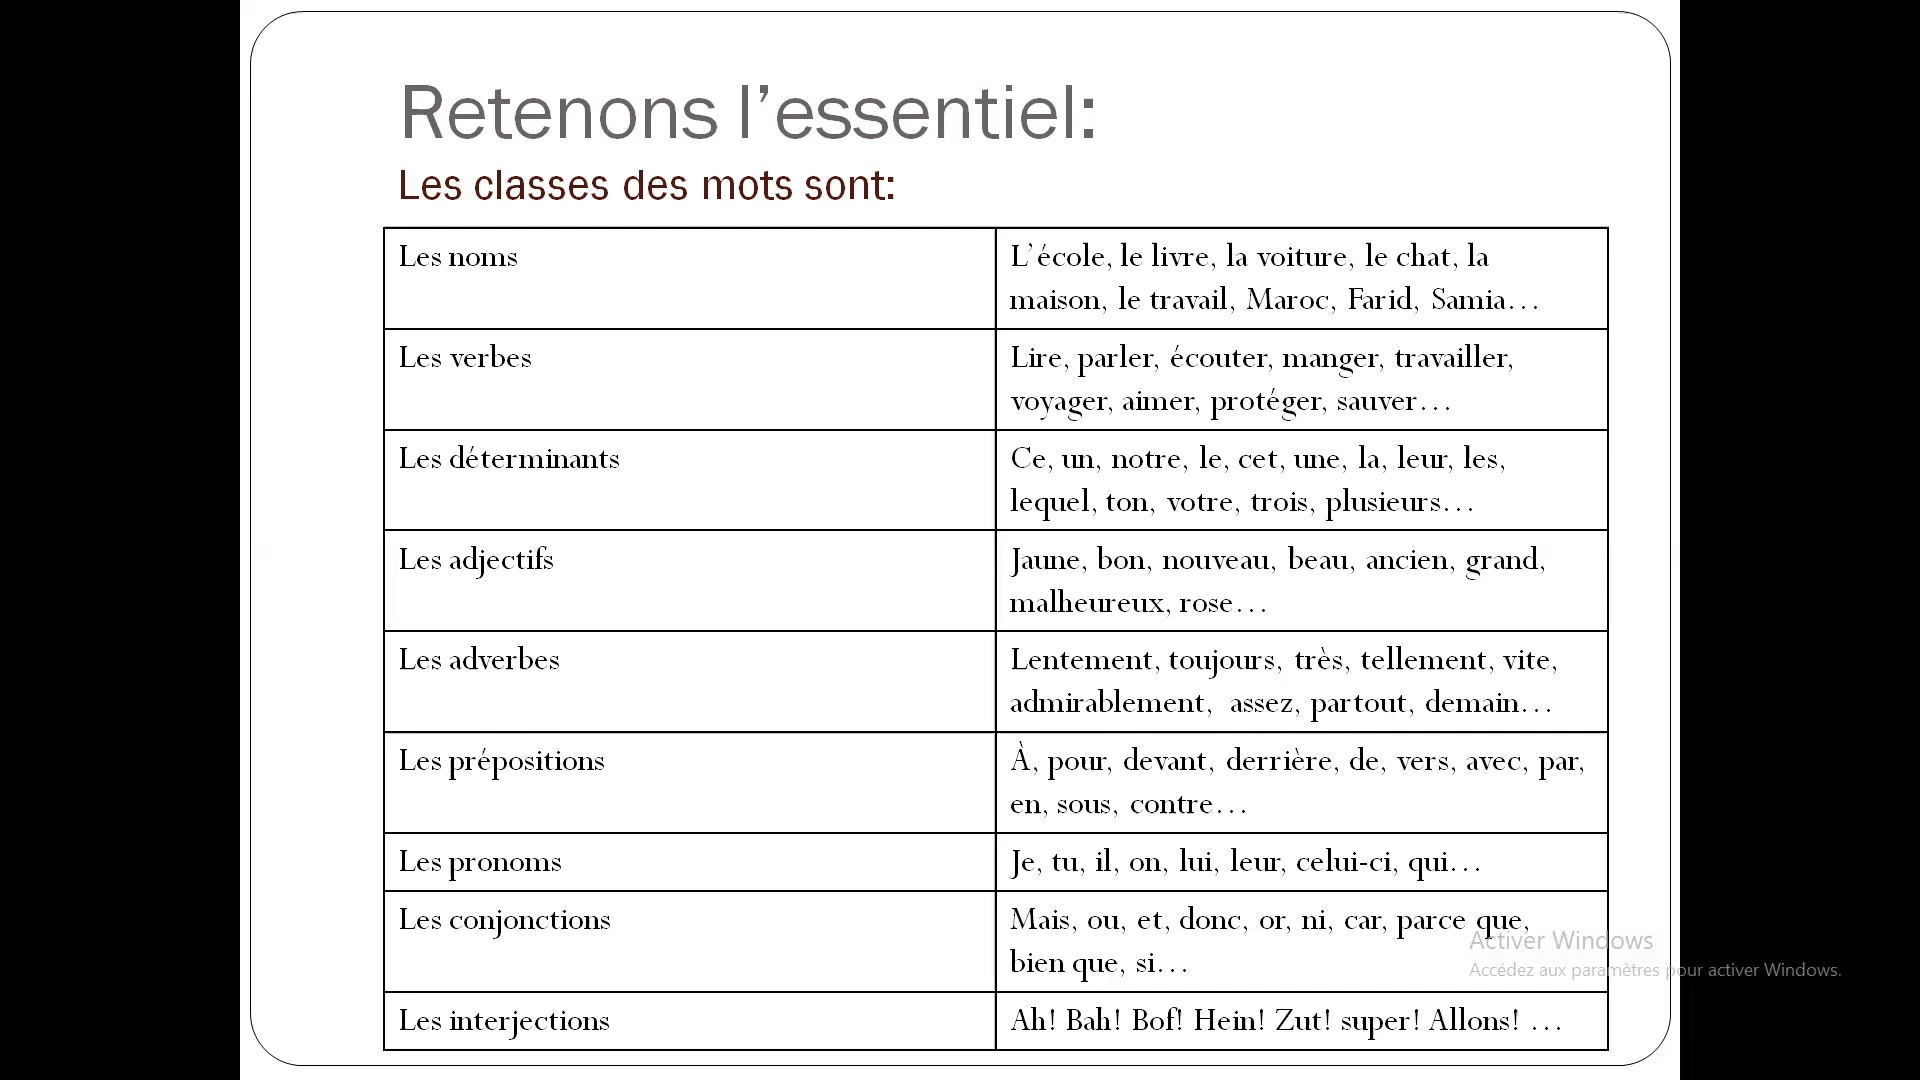 Retenons l’essentiel:
Les classes des mots sont:
Les noms
L’école, le livre, la voiture, le chat, la
maison, le travail, Maroc, Farid, Samia…
Les verbes
Lire, parler, écouter, manger, travailler,
voyager, aimer, protéger, sauver…
Les déterminants
Ce, un, notre, le, cet, une, la, leur, les,
lequel, ton, votre, trois, plusieurs…
Les adjectifs
Jaune, bon, nouveau, beau, ancien, grand,
malheureux, rose…
Les adverbes
Lentement, toujours, très, tellement, vite,
admirablement, assez, partout, demain…
Les prépositions
À, pour, devant, derrière, de, vers, avec, par,
en, sous, contre…
Les pronoms
Je, tu, il, on, lui, leur, celui-ci, qui…
Les conjonctions
Mais, ou, et, donc, or, ni, car, parce que,
bien que, si…
Les interjections
Ah! Bah! Bof! Hein! Zut! super! Allons! …
Activer Windows
Accédez aux paramètres pour activer Windows.